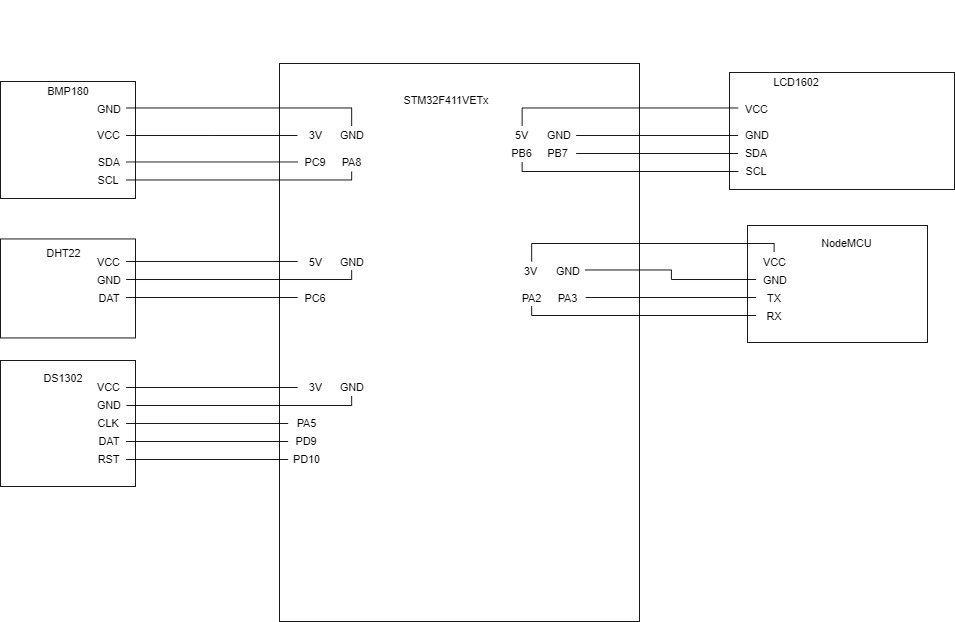 BMP180
GND
VCC
SDA
SCL
DHT22
VCC
GND
DAT
DS1302
VCC
GND
CLK
DAT
RST
STM32F411VETx
3V GND
PC9 PA8
5V GND
PC6
3V GND
PA5
PD9
PD10
5V GND
PB6 PB7
3V GND
PA2 PA3
LCD1602
VCC
GND
SDA
SCL
NodeMCU
VCC
GND
TX
RX